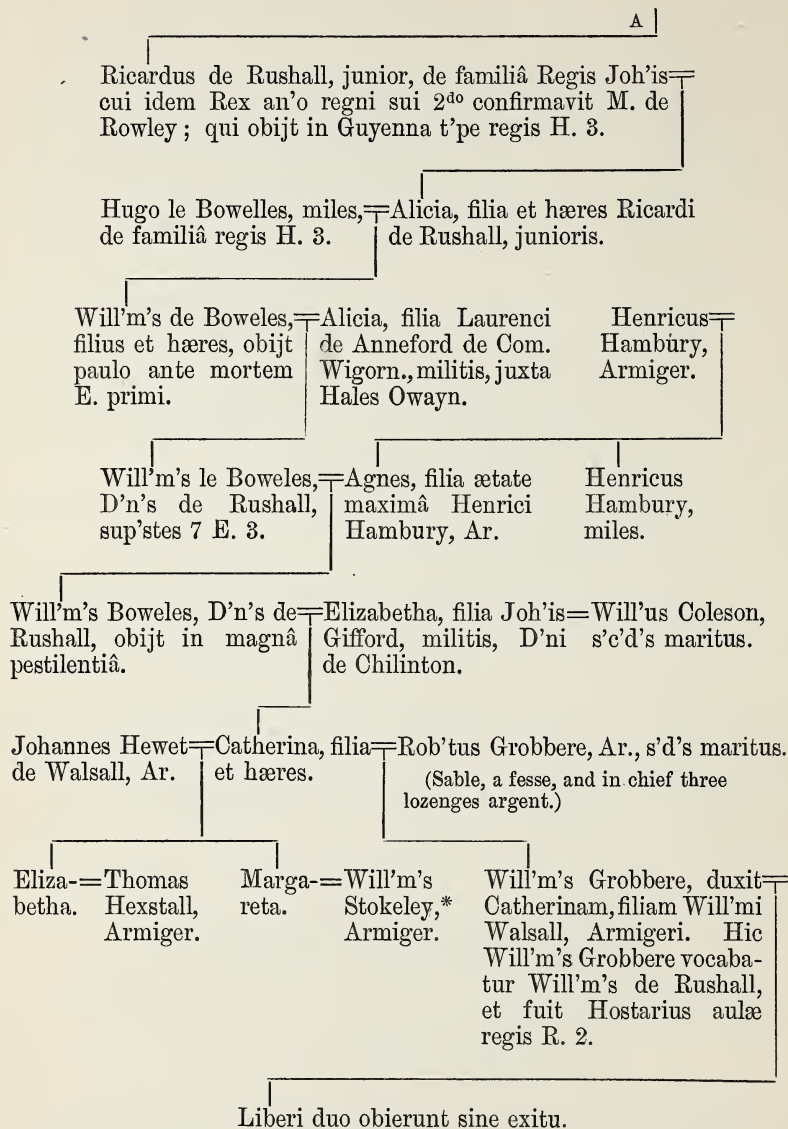 A
Ricardus de Rushall, junior, de familiâ Regis Joh'is
cui idem Rex an'o regni sui 2do confirmavit M. de
Rowley ; qui obijt in Guyenna t'pe regis H. 3.
Hugo le Bowelles, miles,
de familiâ regis H. 3.
Alicia, filia et hæres Ricardi
de Rushall, junioris.
Will'm's de Boweles,
filius et hæres, obijt
paulo ante mortem
E. primi.
Alicia, filia Laurenci
de Anneford de Com.
Wigorn., militis, juxta
Hales Owayn.
Henricus
Hambury,
Armiger.
Will'm's le Boweles,
D'n's de Rushall,
sup'stes 7 E. 3.
Agnes, filia ætate
maximâ Henrici
Hambury, Ar.
Henricus
Hambury,
miles.
Will'm's Boweles, D'n's de
Rushall, obijt in magnâ
pestilentiâ.
Elizabetha, filia Joh'is
Gifford, militis, D'ni
de Chilinton.
Will'us Coleson,
s'c'd's maritus.
Johannes Hewet
de Walsall, Ar.
Catherina, filia
et hæres.
Rob'tus Grobbere, Ar., s'd's maritus.
(Sable, a fesse, and in chief three
lozenges argent.)
Eliza-
betha.
Thomas
Hexstall,
Armiger.
Marga-
reta.
Will'm's
Stokeley,*
Armiger.
Will'm's Grobbere, duxit
Catherinam, filiam Will'mi
Walsall, Armigeri. Hic
Will'm's Grobbere vocaba-
tur Will'm's de Rushall,
et fuit Hostarius aulæ
regis R. 2.
Liberi duo obierunt sine exitu.